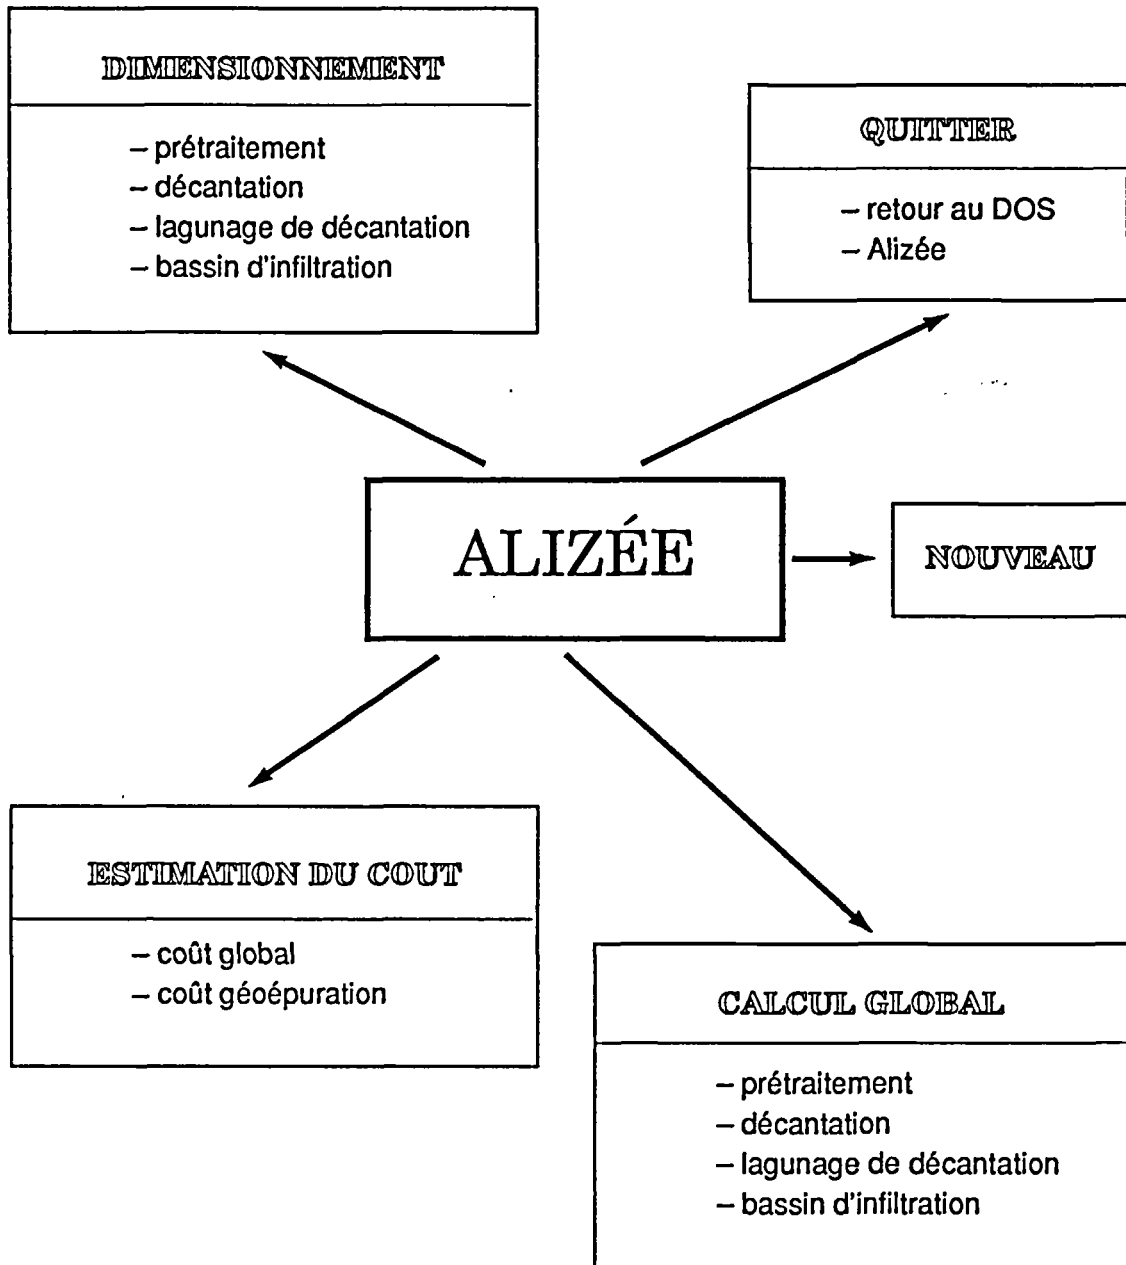 DIMENSIONNEMENT
– prétraitement
– décantation
– lagunage de décantation
– bassin d'infiltration
QUITTER
– retour au DOS
– Alizée
ALIZÉE
NOUVEAU
ESTIMATION DU COUT
– coût global
– coût géoépuration
CALCUL GLOBAL
– prétraitement
– décantation
– lagunage de décantation
– bassin d'infiltration